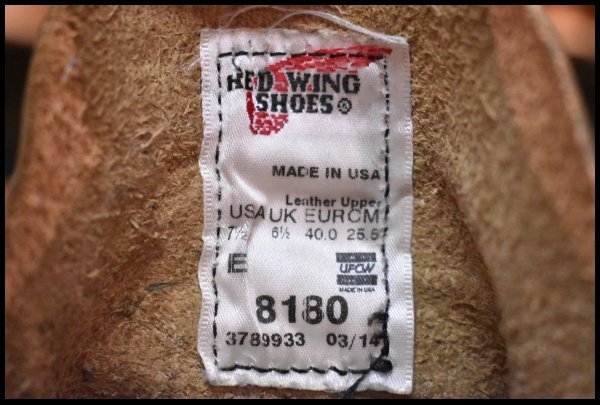 RED WING
SHOES®
MADE IN USA
Leather Upper
USA UK EUR CM
7½ 6½ 40.0 25.5
E
UFCW
MADE IN USA
8180
3789933 03/14